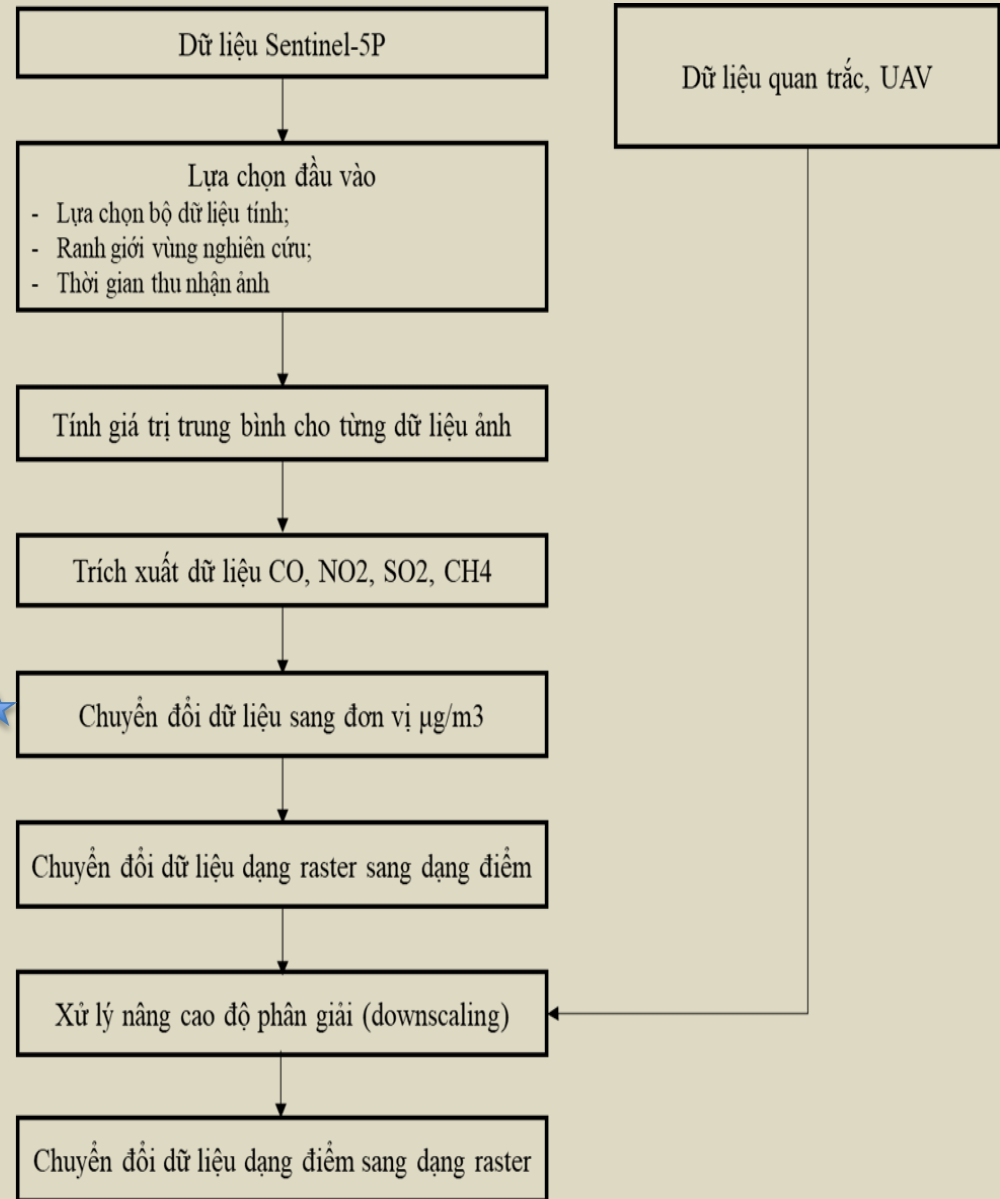 Dữ liệu Sentinel-5P
Dữ liệu quan trắc, UAV
Lựa chọn đầu vào
- Lựa chọn bộ dữ liệu tính;
- Ranh giới vùng nghiên cứu;
- Thời gian thu nhận ảnh
Tính giá trị trung bình cho từng dữ liệu ảnh
Trích xuất dữ liệu CO, NO2, SO2, CH4
Chuyển đổi dữ liệu sang đơn vị µg/m3
Chuyển đổi dữ liệu dạng raster sang dạng điểm
Xử lý nâng cao độ phân giải (downscaling)
Chuyển đổi dữ liệu dạng điểm sang dạng raster